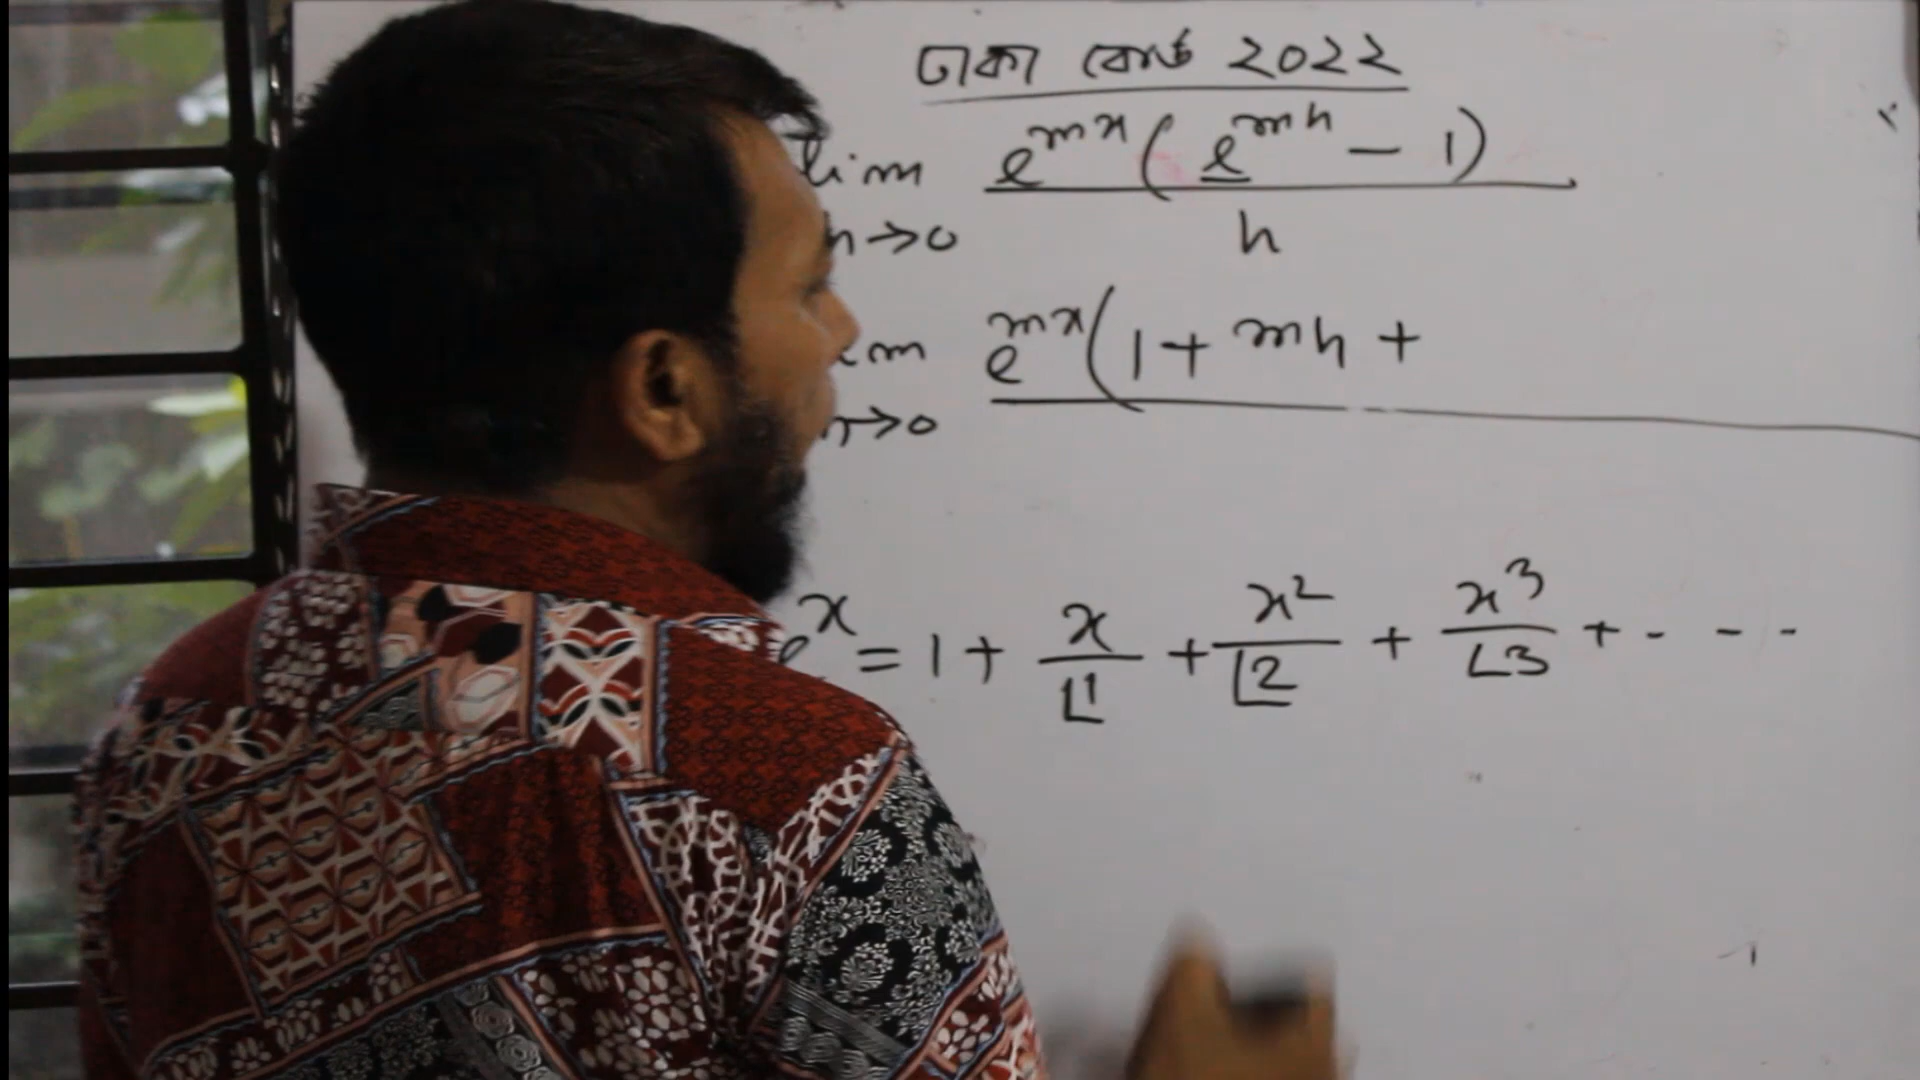 ঢাকা বোর্ড ২০২২
lim e^{mx}(e^{mh} - 1)
h→0 h
e^{mx}(1 + mh +
h→0
e^x = 1 + x/∟1 + x²/∟2 + x³/∟3 + - - -